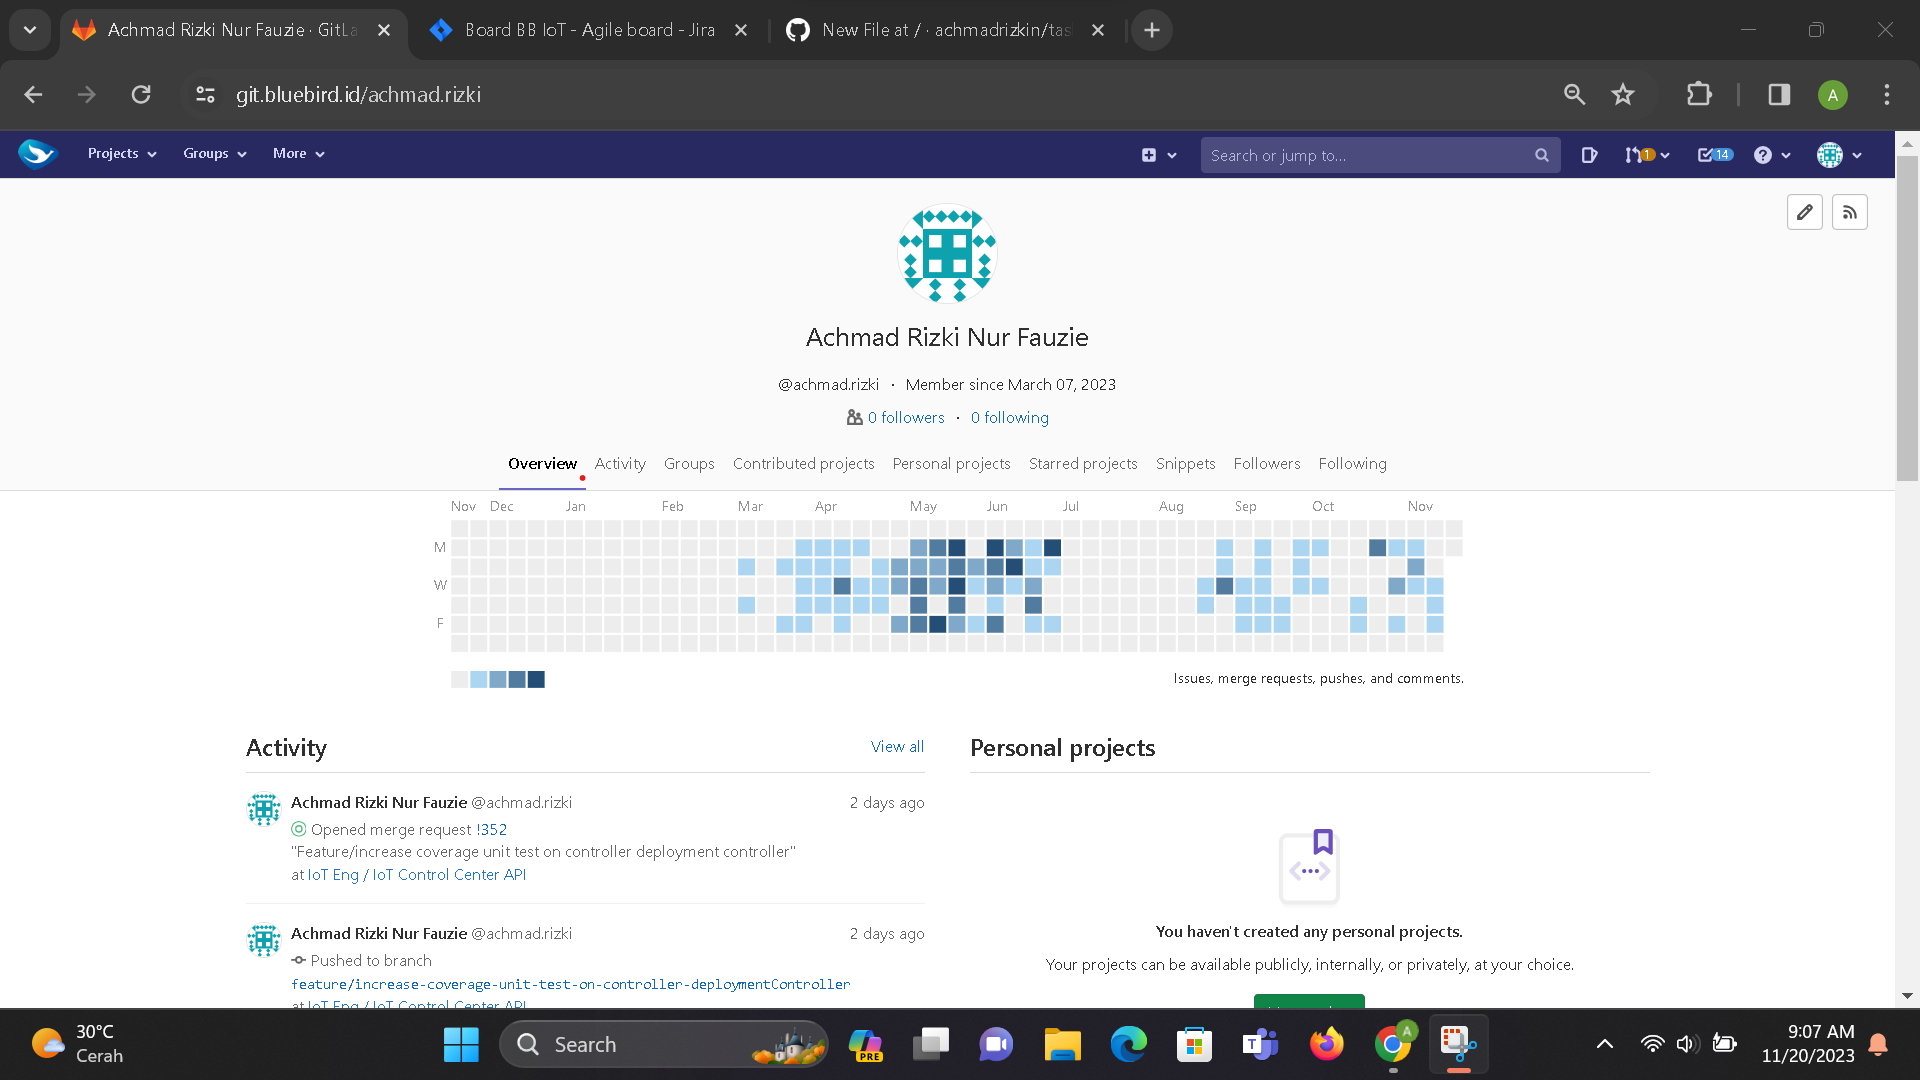 Achmad Rizki Nur Fauzie · GitLa
Board BB IoT - Agile board - Jira
New File at / · achmadrizkin/tas
git.bluebird.id/achmad.rizki
A
Projects
Groups
More
Search or jump to...
1
14
Achmad Rizki Nur Fauzie
@achmad.rizki · Member since March 07, 2023
0 followers · 0 following
Overview Activity Groups Contributed projects Personal projects Starred projects Snippets Followers Following
Nov Dec Jan Feb Mar Apr May Jun Jul Aug Sep Oct Nov
M
W
F
Issues, merge requests, pushes, and comments.
Activity
View all
Personal projects
Achmad Rizki Nur Fauzie @achmad.rizki
2 days ago
Opened merge request !352
"Feature/increase coverage unit test on controller deployment controller"
at IoT Eng / IoT Control Center API
Achmad Rizki Nur Fauzie @achmad.rizki
2 days ago
Pushed to branch
feature/increase-coverage-unit-test-on-controller-deploymentController
at IoT Eng / IoT Control Center API
You haven't created any personal projects.
Your projects can be available publicly, internally, or privately, at your choice.
30°C
Cerah
Search
PRE
A
9:07 AM
11/20/2023